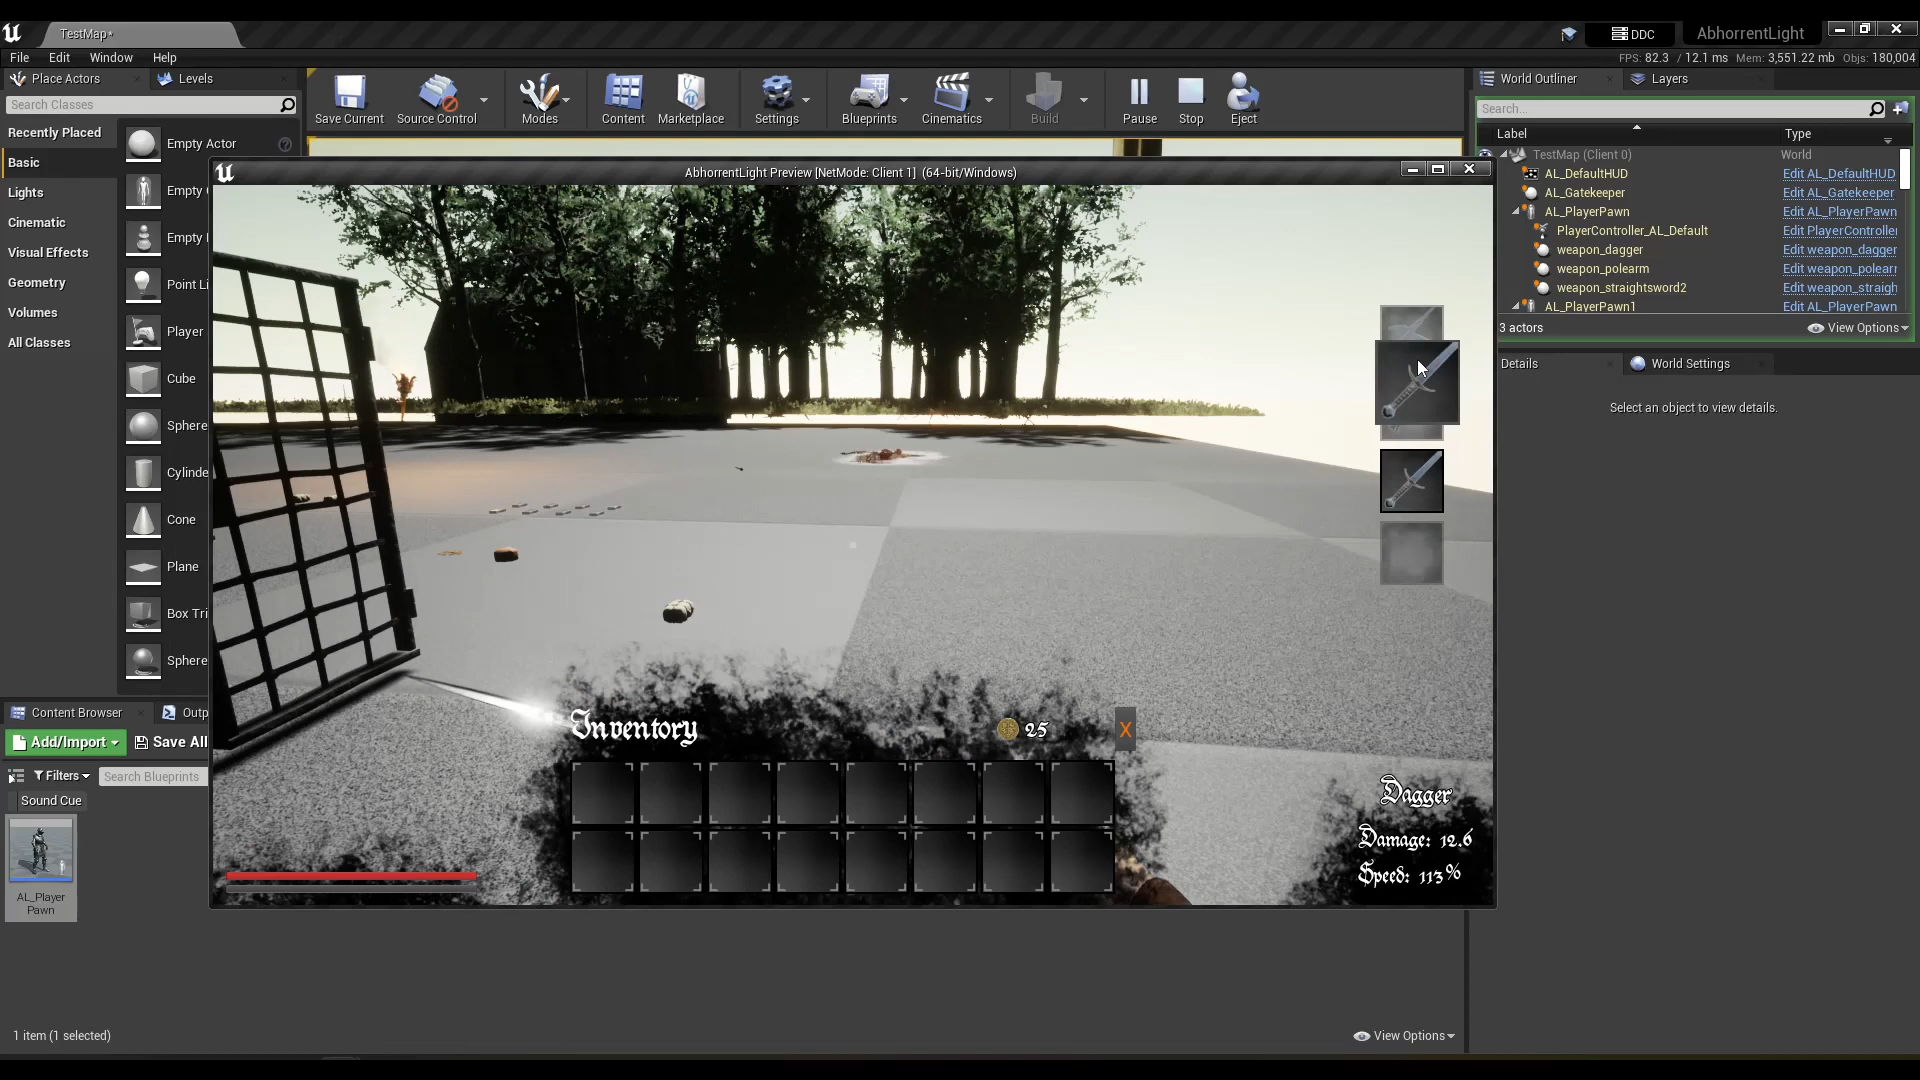 TestMap*
DDC
AbhorrentLight
File Edit Window Help
FPS: 82.3 / 12.1 ms Mem: 3,551.22 mb Objs: 180,004
Place Actors
Levels
Search Classes
Recently Placed
Basic
Lights
Cinematic
Visual Effects
Geometry
Volumes
All Classes
Empty Actor
Empty
Empty
Point Li
Player
Cube
Sphere
Cylinde
Cone
Plane
Box Tri
Sphere
Save Current
Source Control
Modes
Content
Marketplace
Settings
Blueprints
Cinematics
Build
Pause
Stop
Eject
AbhorrentLight Preview [NetMode: Client 1] (64-bit/Windows)
Inventory
25
X
Dagger
Damage: 12.6
Speed: 113%
World Outliner
Layers
Search...
Label Type
TestMap (Client 0) World
AL_DefaultHUD Edit AL_DefaultHUD
AL_Gatekeeper Edit AL_Gatekeeper
AL_PlayerPawn Edit AL_PlayerPawn
PlayerController_AL_Default Edit PlayerController
weapon_dagger Edit weapon_dagger
weapon_polearm Edit weapon_polearm
weapon_straightsword2 Edit weapon_straigh
AL_PlayerPawn1 Edit AL_PlayerPawn
3 actors
View Options
Details
World Settings
Select an object to view details.
Content Browser
Outp
Add/Import
Save All
Filters
Search Blueprints
Sound Cue
AL_Player
Pawn
1 item (1 selected)
View Options